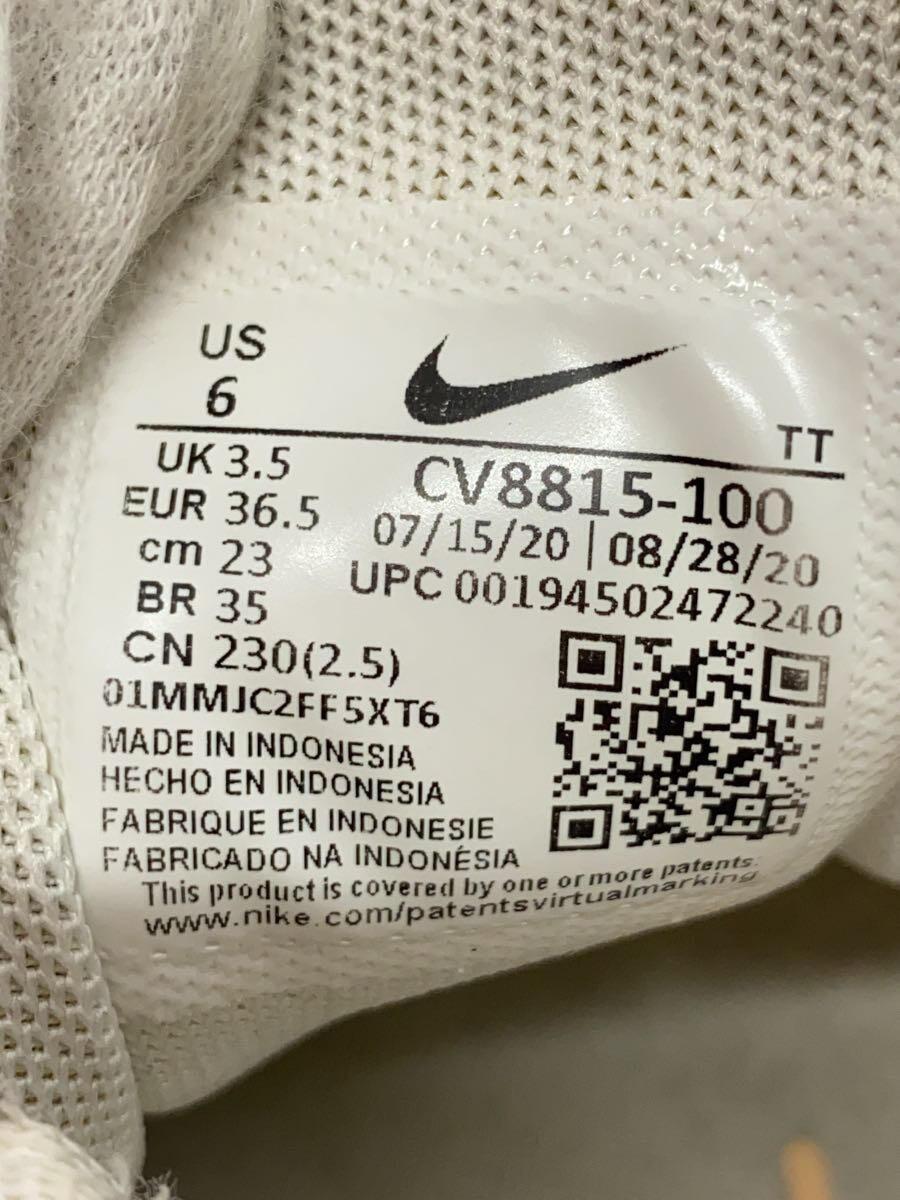 US
6
TT
UK 3.5
EUR 36.5
cm 23
BR 35
CN 230(2.5)
CV8815-100
07/15/20 | 08/28/20
UPC 00194502472240
01MMJC2FF5XT6
MADE IN INDONESIA
HECHO EN INDONESIA
FABRIQUE EN INDONESIE
FABRICADO NA INDONÉSIA
This product is covered by one or more patents.
www.nike.com/patentsvirtualmarking